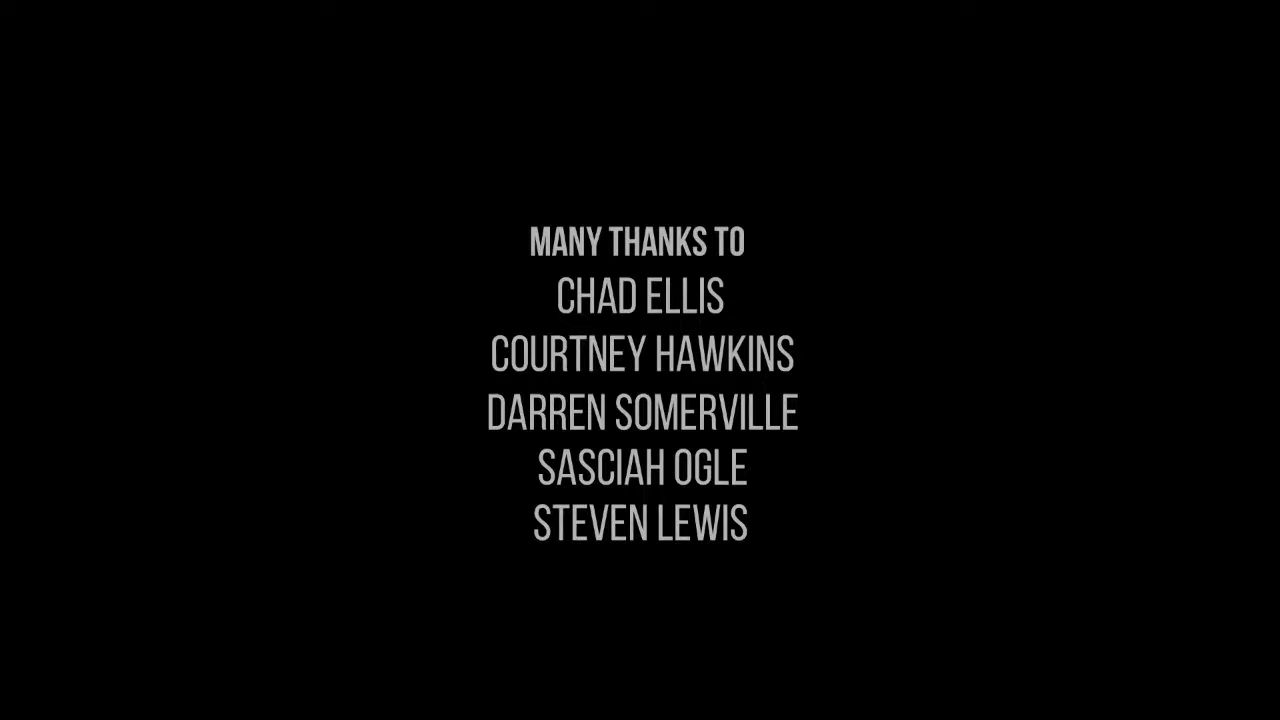 MANY THANKS TO
CHAD ELLIS
COURTNEY HAWKINS
DARREN SOMERVILLE
SASCIAH OGLE
STEVEN LEWIS